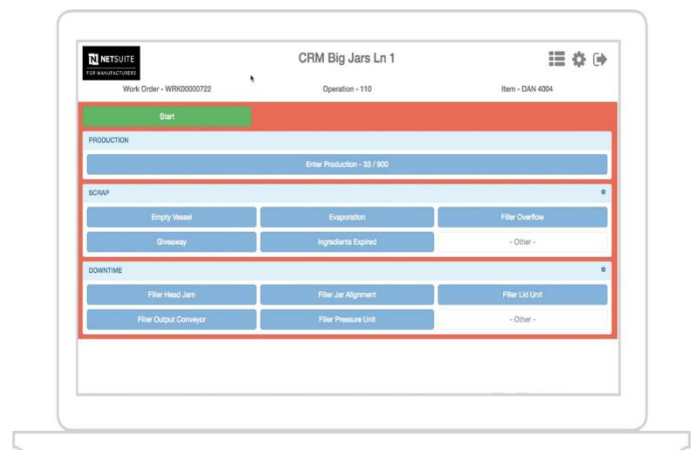 N NETSUITE
FOR MANUFACTURERS
CRM Big Jars Ln 1
Work Order - WRK00000722
Operation - 110
Item - DAN 4004
Start
PRODUCTION
Enter Production - 33 / 900
SCRAP
Empty Vessel
Evaporation
Filler Overflow
Giveaway
Ingredients Expired
- Other -
DOWNTIME
Filler Head Jam
Filler Jar Alignment
Filler Lid Unit
Filler Output Conveyor
Filler Pressure Unit
- Other -